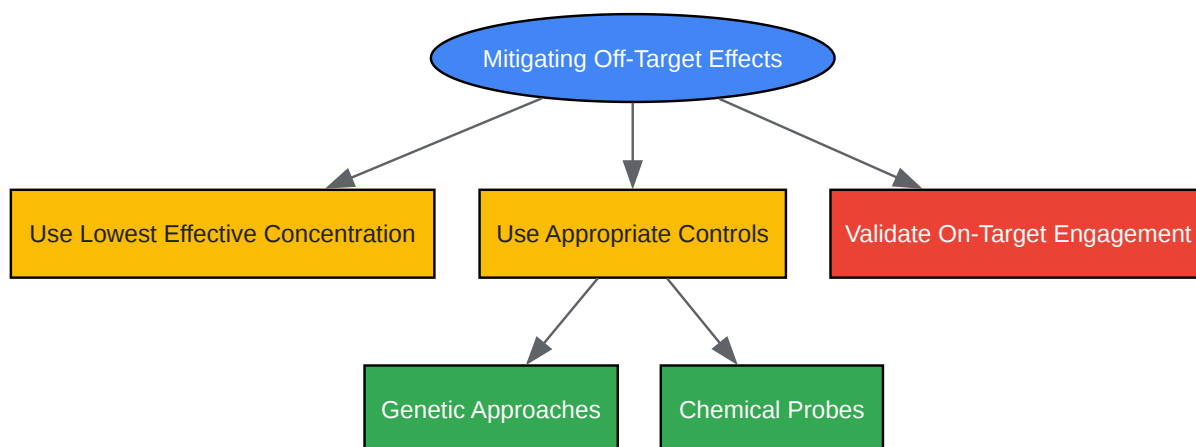 Mitigating Off-Target Effects
Use Lowest Effective Concentration
Use Appropriate Controls
Validate On-Target Engagement
Genetic Approaches
Chemical Probes